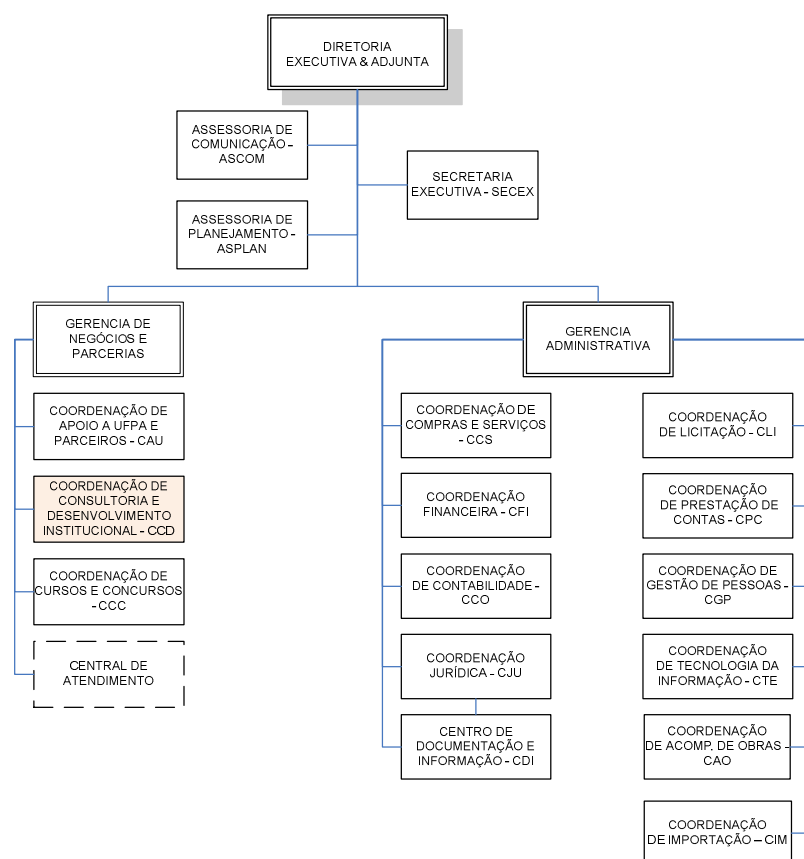 DIRETORIA
EXECUTIVA & ADJUNTA
ASSESSORIA DE
COMUNICAÇÃO –
ASCOM
SECRETARIA
EXECUTIVA - SECEX
ASSESSORIA DE
PLANEJAMENTO -
ASPLAN
GERENCIA DE
NEGÓCIOS E
PARCERIAS
GERENCIA
ADMINISTRATIVA
COORDENAÇÃO DE
APOIO A UFPA E
PARCEIROS - CAU
COORDENAÇÃO DE
CONSULTORIA E
DESENVOLVIMENTO
INSTITUCIONAL - CCD
COORDENAÇÃO DE
CURSOS E CONCURSOS
- CCC
CENTRAL DE
ATENDIMENTO
COORDENAÇÃO DE
COMPRAS E SERVIÇOS
- CCS
COORDENAÇÃO
FINANCEIRA - CFI
COORDENAÇÃO
DE CONTABILIDADE -
CCO
COORDENAÇÃO
JURÍDICA - CJU
CENTRO DE
DOCUMENTAÇÃO E
INFORMAÇÃO - CDI
COORDENAÇÃO
DE LICITAÇÃO - CLI
COORDENAÇÃO
DE PRESTAÇÃO DE
CONTAS - CPC
COORDENAÇÃO DE
GESTÃO DE PESSOAS -
CGP
COORDENAÇÃO
DE TECNOLOGIA DA
INFORMAÇÃO - CTE
COORDENAÇÃO
DE ACOMP. DE OBRAS -
CAO
COORDENAÇÃO
DE IMPORTAÇÃO – CIM